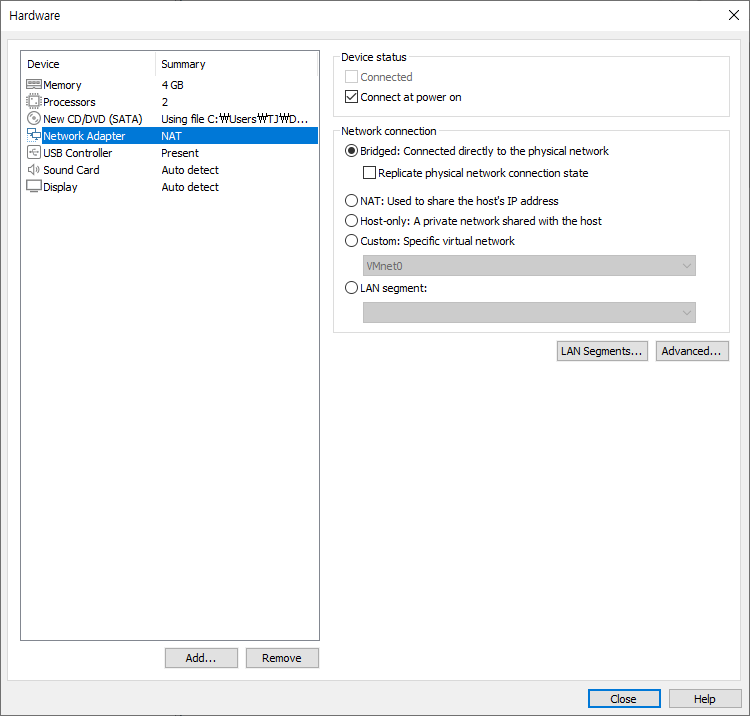 Hardware
Device Summary
Memory 4 GB
Processors 2
New CD/DVD (SATA) Using file C:₩Users₩TJ₩D...
Network Adapter NAT
USB Controller Present
Sound Card Auto detect
Display Auto detect
Add... Remove
Device status
Connected
Connect at power on
Network connection
Bridged: Connected directly to the physical network
Replicate physical network connection state
NAT: Used to share the host's IP address
Host-only: A private network shared with the host
Custom: Specific virtual network
VMnet0
LAN segment:
LAN Segments... Advanced...
Close Help